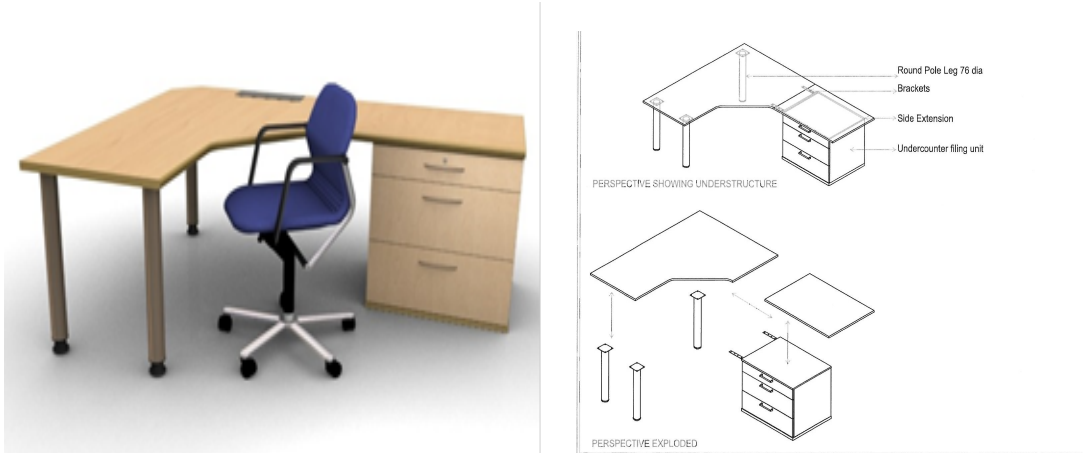 Round Pole Leg 76 dia
Brackets
Side Extension
Undercounter filing unit
PERSPECTIVE SHOWING UNDERSTRUCTURE
PERSPECTIVE EXPLODED